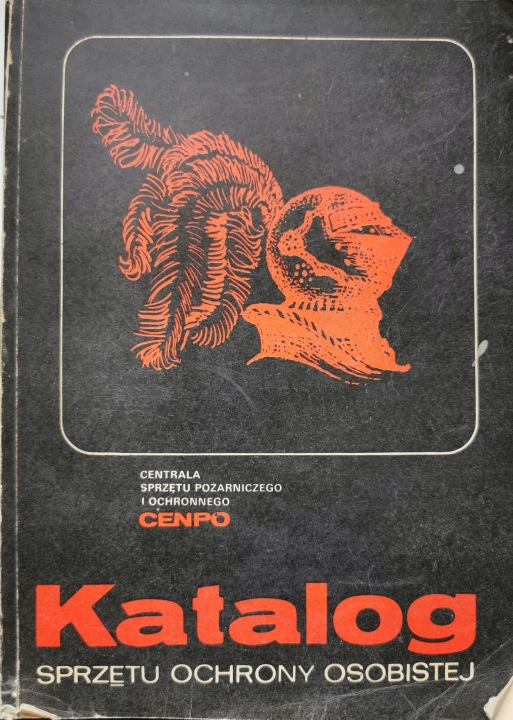 CENTRALA
SPRZĘTU POŻARNICZEGO
I OCHRONNEGO
CENPO
Katalog
SPRZĘTU OCHRONY OSOBISTEJ